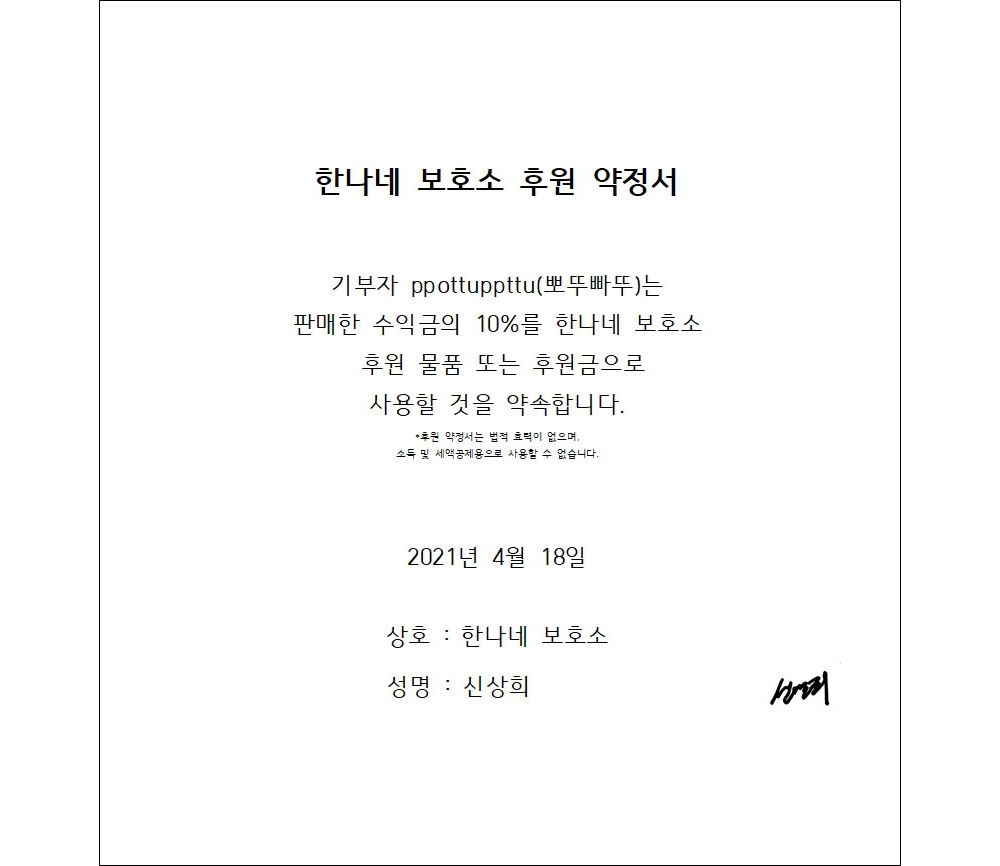 한나네 보호소 후원 약정서
기부자 ppottuppttu(뽀뚜빠뚜)는
판매한 수익금의 10%를 한나네 보호소
후원 물품 또는 후원금으로
사용할 것을 약속합니다.
*후원 약정서는 법적 효력이 없으며,
소득 및 세액공제용으로 사용할 수 없습니다.
2021년 4월 18일
상호 : 한나네 보호소
성명 : 신상희